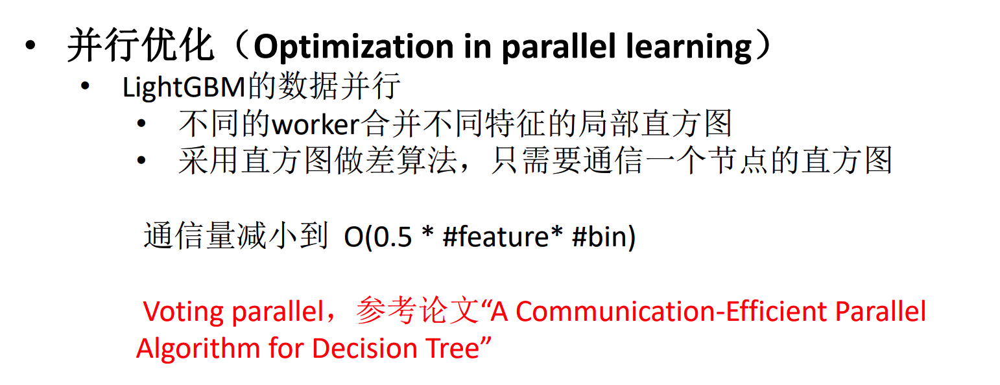 • 并行优化（Optimization in parallel learning）
• LightGBM的数据并行
• 不同的worker合并不同特征的局部直方图
• 采用直方图做差算法，只需要通信一个节点的直方图
通信量减小到 O(0.5 * #feature* #bin)
Voting parallel，参考论文“A Communication-Efficient Parallel
Algorithm for Decision Tree”